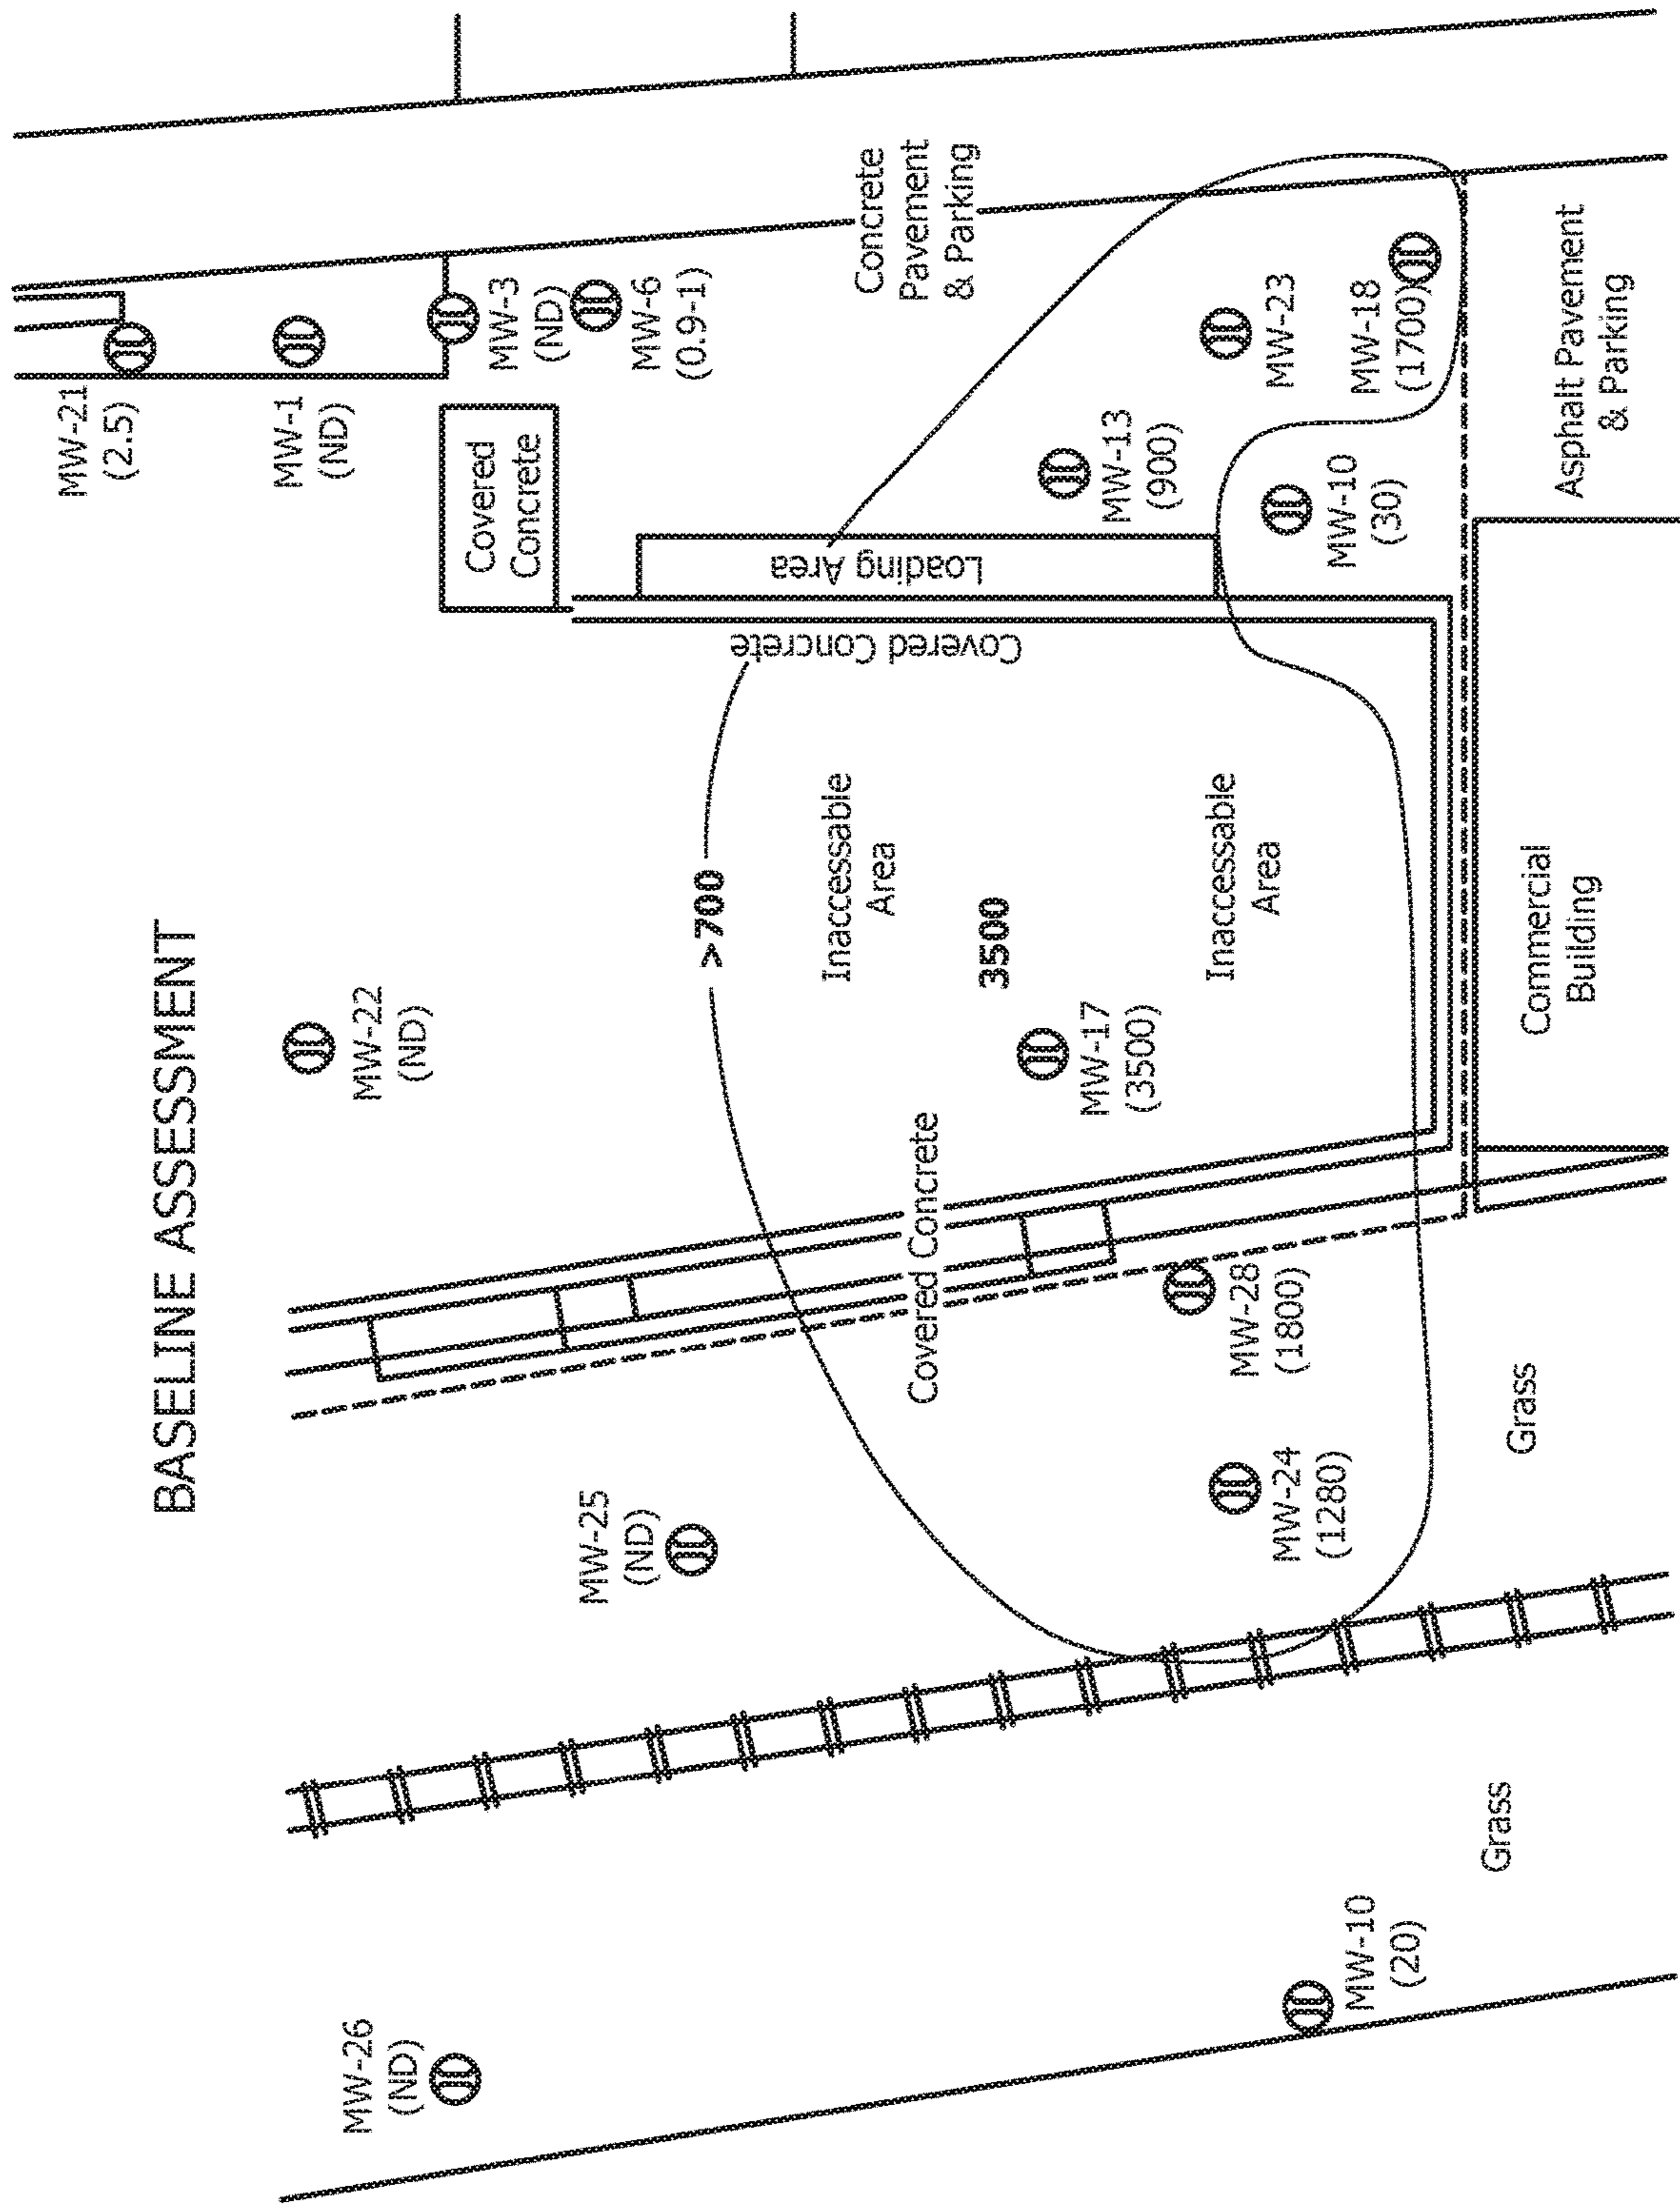 BASELINE ASSESSMENT
MW-26
(ND)
MW-25
(ND)
MW-22
(ND)
MW-21
(2.5)
MW-1
(ND)
MW-3
(ND)
MW-6
(0.9-1)
Covered
Concrete
>700
Covered Concrete
Loading Area
Concrete
Pavement
& Parking
Inaccessable
Area
Covered Concrete
3500
MW-17
(3500)
MW-13
(900)
Inaccessable
Area
MW-28
(1800)
MW-24
(1280)
MW-23
MW-10
(30)
MW-18
(1700)
MW-10
(20)
Grass
Grass
Commercial
Building
Asphalt Pavement
& Parking